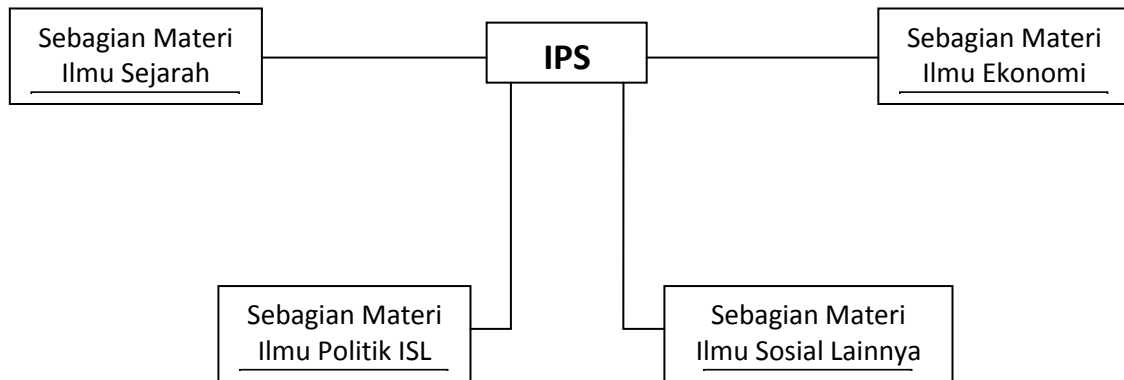 Sebagian Materi
Ilmu Sejarah
IPS
Sebagian Materi
Ilmu Ekonomi
Sebagian Materi
Ilmu Politik ISL
Sebagian Materi
Ilmu Sosial Lainnya